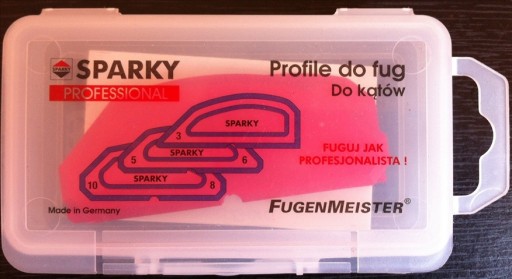 SPARKY
PROFESSIONAL
Profile do fug
Do kątów
3 SPARKY
5 SPARKY 6
10 SPARKY 8
FUGUJ JAK
PROFESJONALISTA !
Made in Germany
FUGENMEISTER®